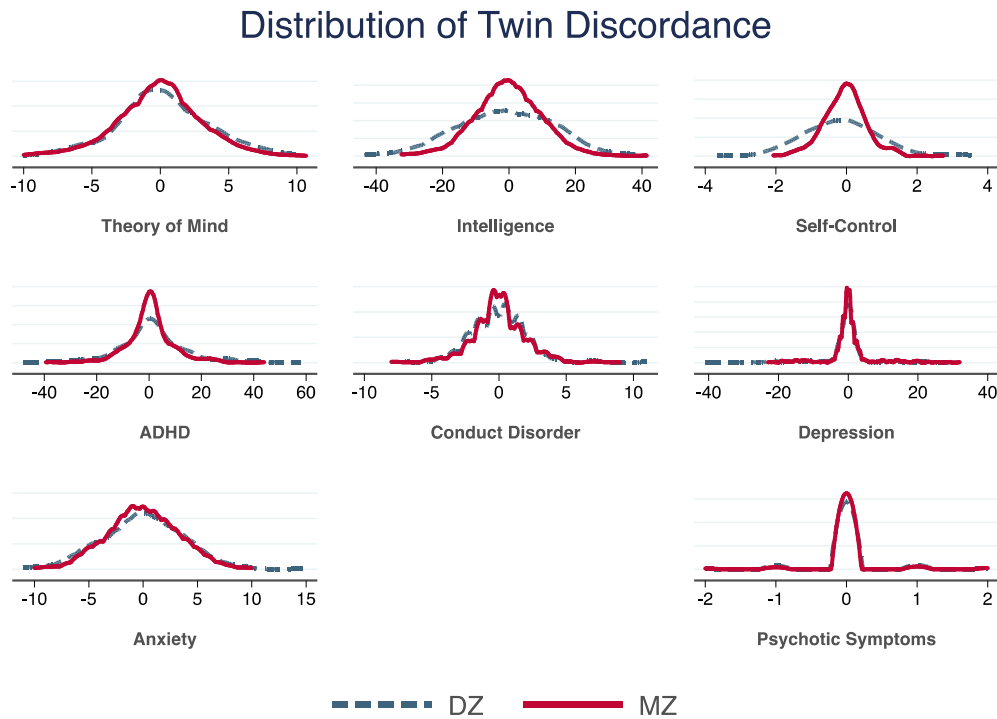 Distribution of Twin Discordance
-10 -5 0 5 10
Theory of Mind
-40 -20 0 20 40
Intelligence
-4 -2 0 2 4
Self-Control
-40 -20 0 20 40 60
ADHD
-10 -5 0 5 10
Conduct Disorder
-40 -20 0 20 40
Depression
-10 -5 0 5 10 15
Anxiety
-2 -1 0 1 2
Psychotic Symptoms
DZ MZ